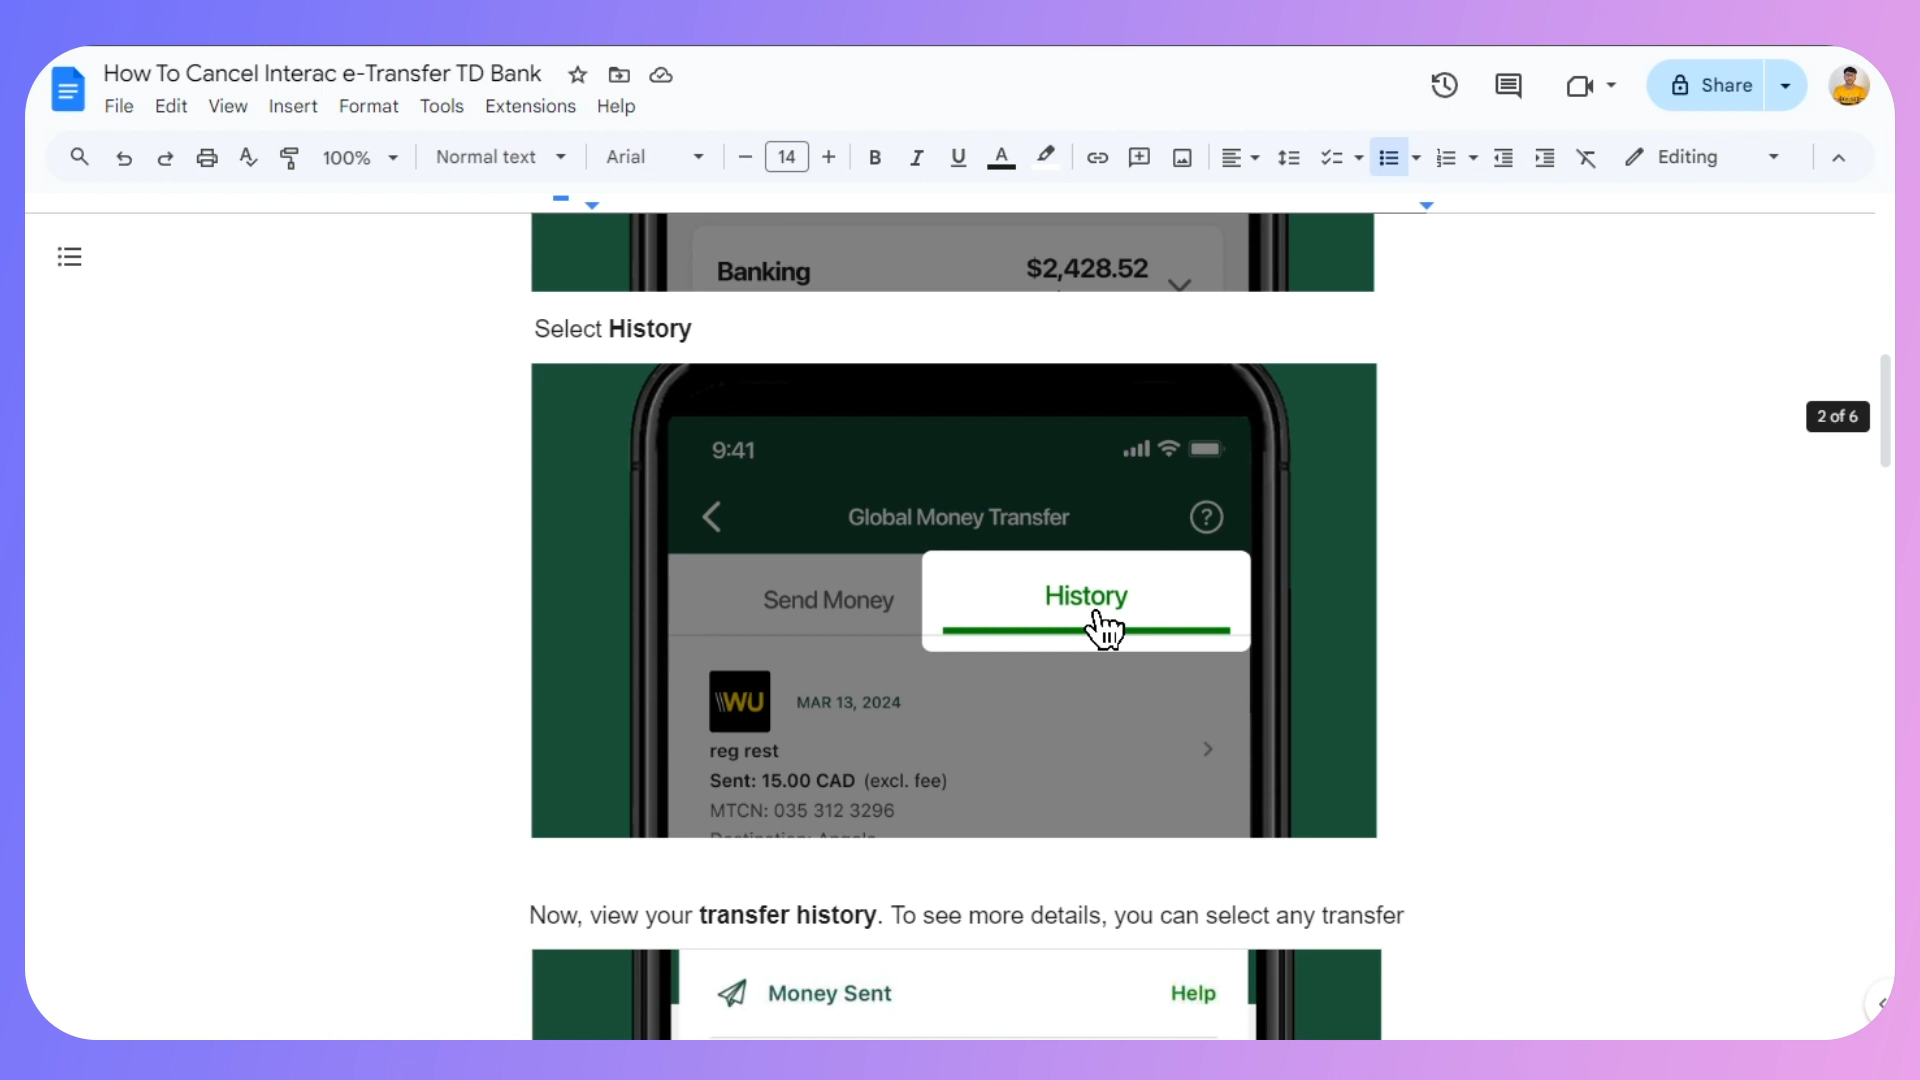 How To Cancel Interac e-Transfer TD Bank
File Edit View Insert Format Tools Extensions Help
Share
100% Normal text Arial 14 B I U A Editing
Banking $2,428.52
Select History
2 of 6
9:41
Global Money Transfer ?
Send Money History
WU MAR 13, 2024
reg rest
Sent: 15.00 CAD (excl. fee)
MTCN: 035 312 3296
Destination: Angola
Now, view your transfer history. To see more details, you can select any transfer
Money Sent Help